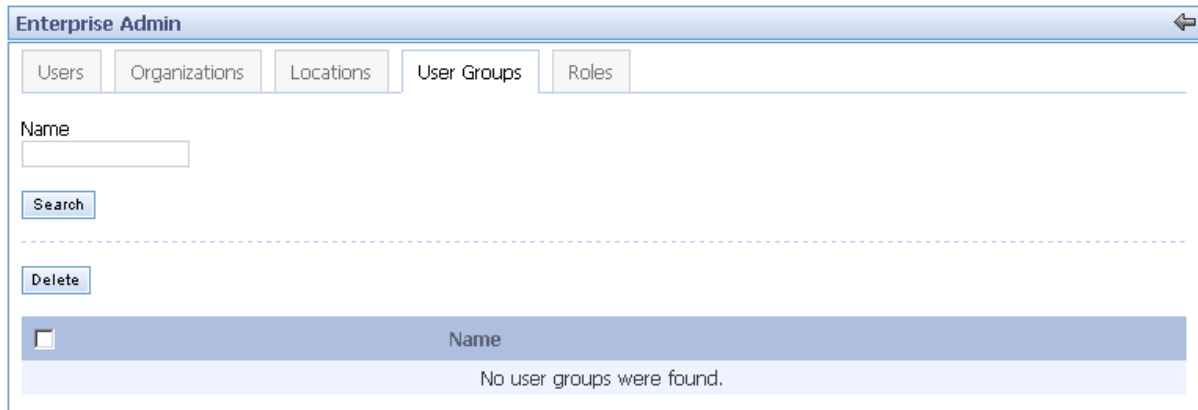 Enterprise Admin
Users Organizations Locations User Groups Roles
Name
Search
Delete
Name
No user groups were found.